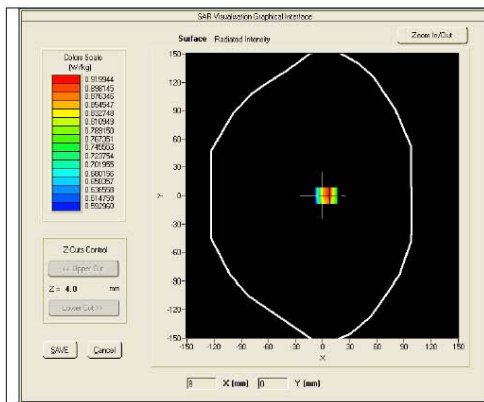 SAR Visualisation Graphical Interface
Surface Radiated Intensity
Zoom In/Out
Colors Scale
(W/kg)
0.919944
0.898145
0.876346
0.854547
0.832748
0.810949
0.789150
0.767351
0.745553
0.723754
0.701955
0.680156
0.658357
0.636558
0.614759
0.592960
150
120
90
60
30
0
-30
-60
-90
-120
-150
Y
-150 -120 -90 -60 -30 0 30 60 90 120 150
X
Z Cuts Control
<< Upper Cut
Z = 4.0 mm
Lower Cut >>
SAVE Cancel
8 X (mm) 0 Y (mm)